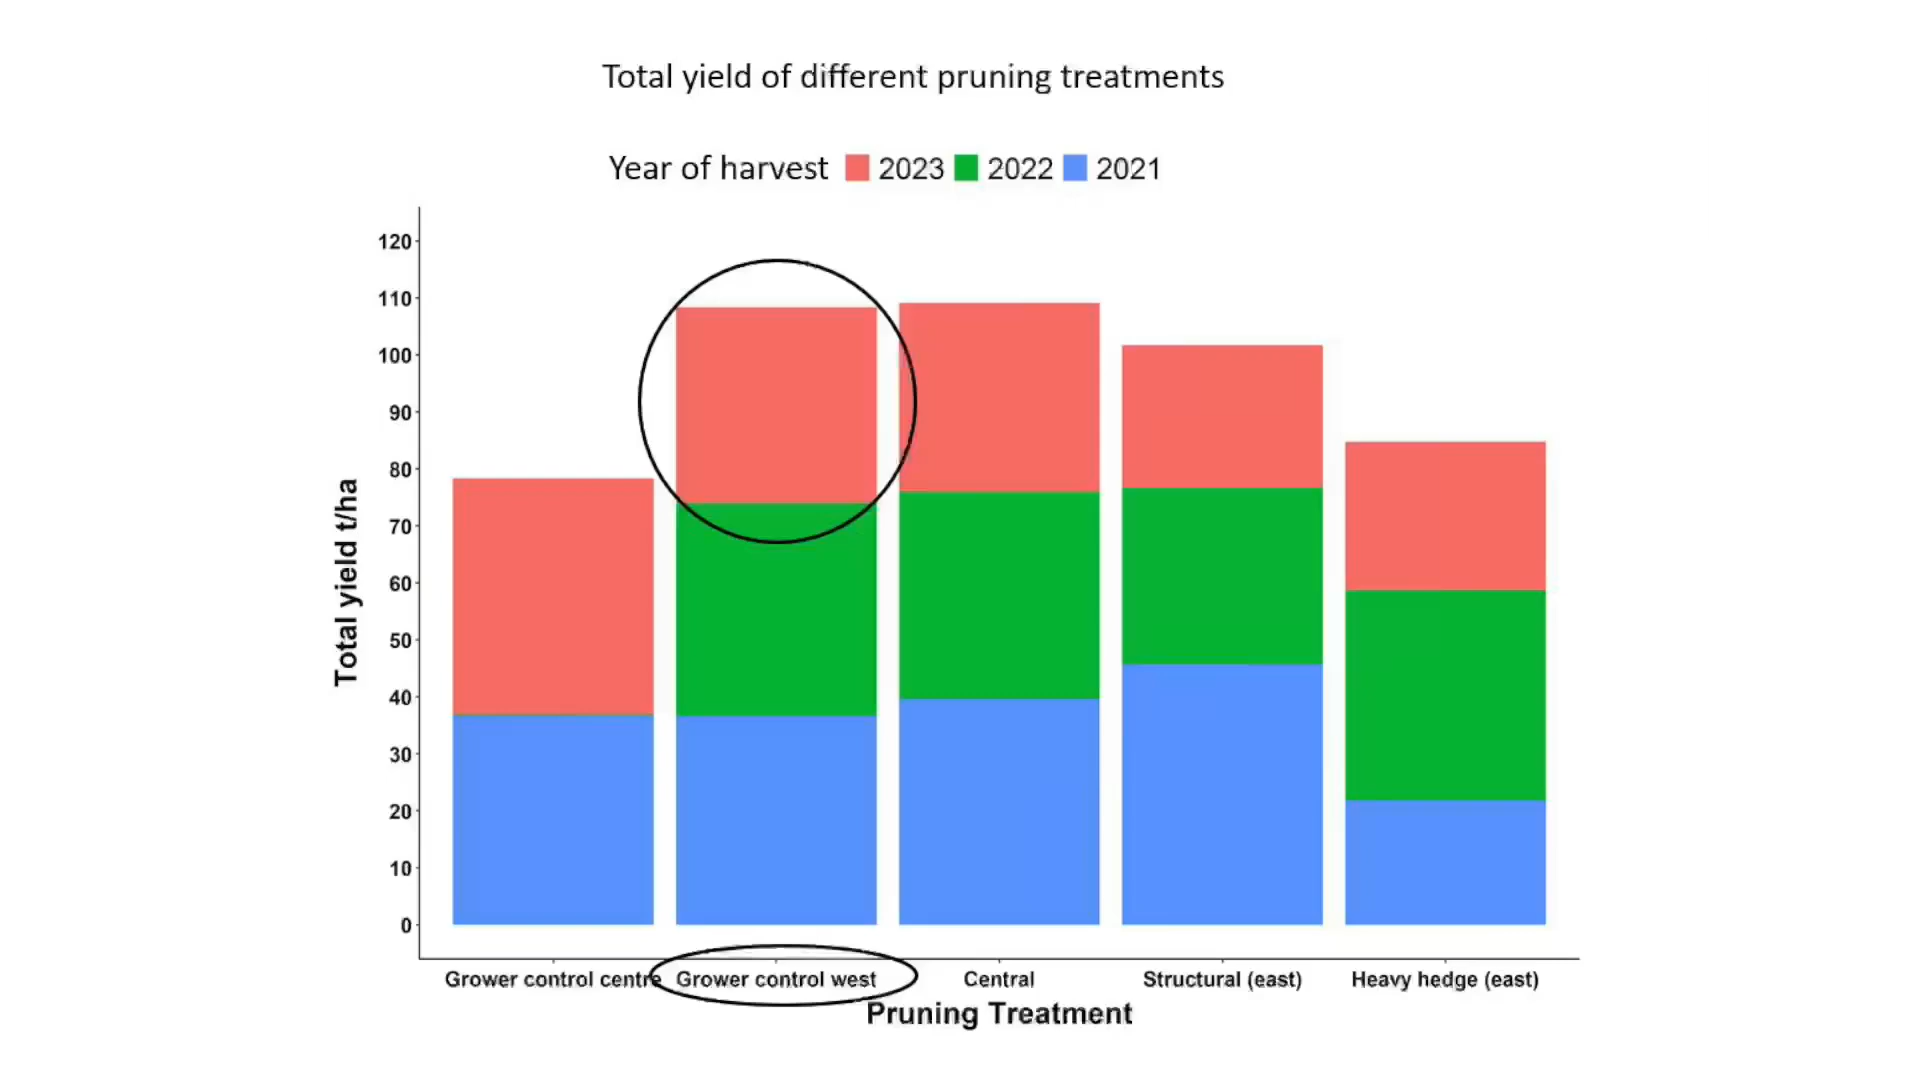 Total yield of different pruning treatments
Year of harvest 2023 2022 2021
120
110
100
90
80
70
60
50
40
30
20
10
0
Total yield t/ha
Grower control centre Grower control west Central Structural (east) Heavy hedge (east)
Pruning Treatment